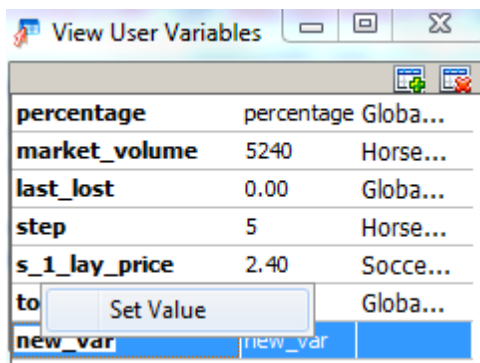 View User Variables
percentage percentage Globa...
market_volume 5240 Horse...
last_lost 0.00 Globa...
step 5 Horse...
s_1_lay_price 2.40 Socce...
to Globa...
Set Value
new_var new_var